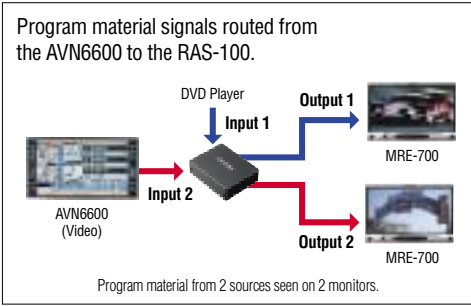 Program material signals routed from
the AVN6600 to the RAS-100.
DVD Player
Input 1
Output 1
MRE-700
Input 2
AVN6600
(Video)
Output 2
MRE-700
Program material from 2 sources seen on 2 monitors.